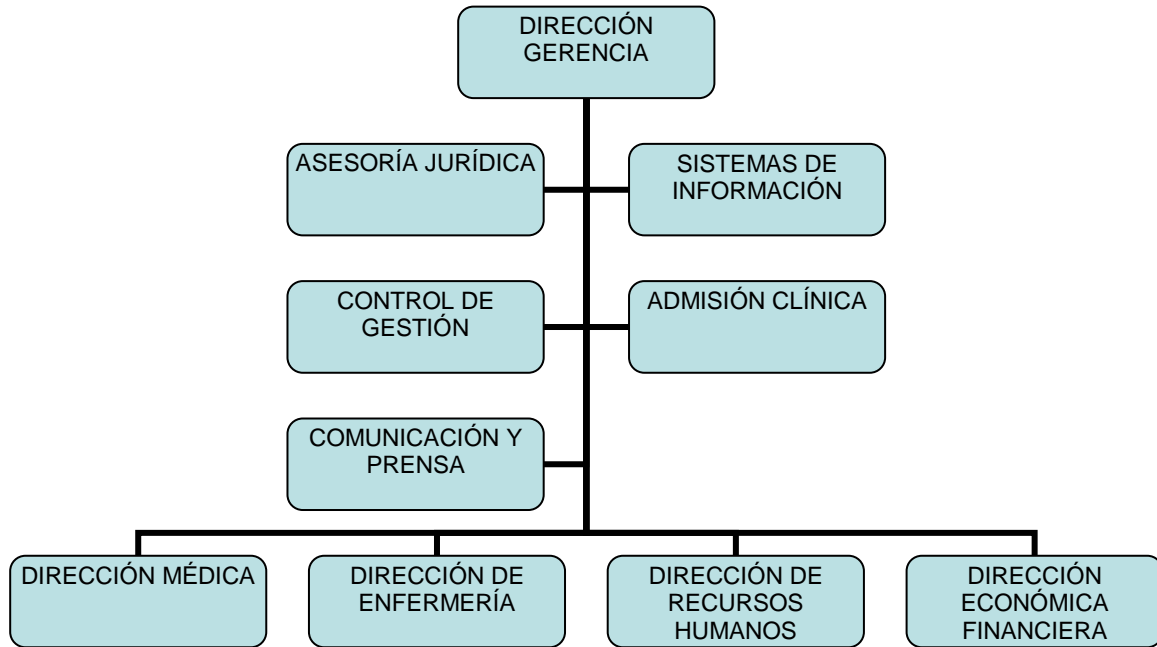 DIRECCIÓN
GERENCIA
ASESORÍA JURÍDICA
SISTEMAS DE
INFORMACIÓN
CONTROL DE
GESTIÓN
ADMISIÓN CLÍNICA
COMUNICACIÓN Y
PRENSA
DIRECCIÓN MÉDICA
DIRECCIÓN DE
ENFERMERÍA
DIRECCIÓN DE
RECURSOS
HUMANOS
DIRECCIÓN
ECONÓMICA
FINANCIERA